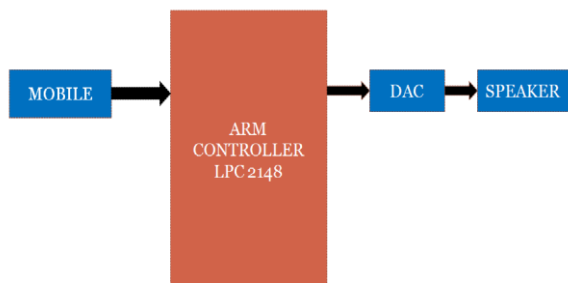 MOBILE
ARM
CONTROLLER
LPC 2148
DAC
SPEAKER